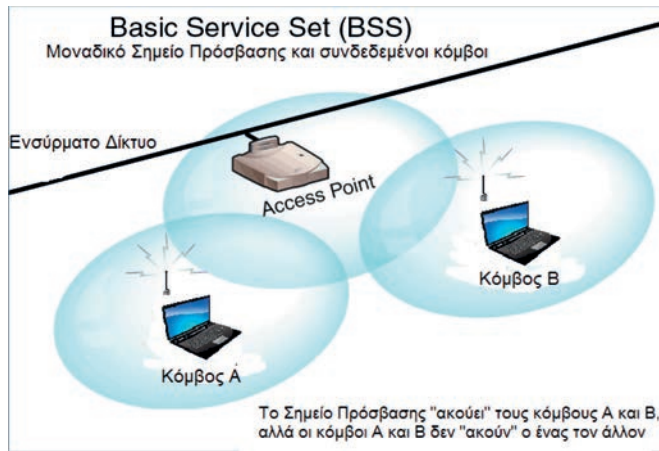 Basic Service Set (BSS)
Μοναδικό Σημείο Πρόσβασης και συνδεδεμένοι κόμβοι
Ενσύρματο Δίκτυο
Access Point
Κόμβος Β
Κόμβος Α
Το Σημείο Πρόσβασης "ακούει" τους κόμβους Α και Β,
αλλά οι κόμβοι Α και Β δεν "ακούν" ο ένας τον άλλον